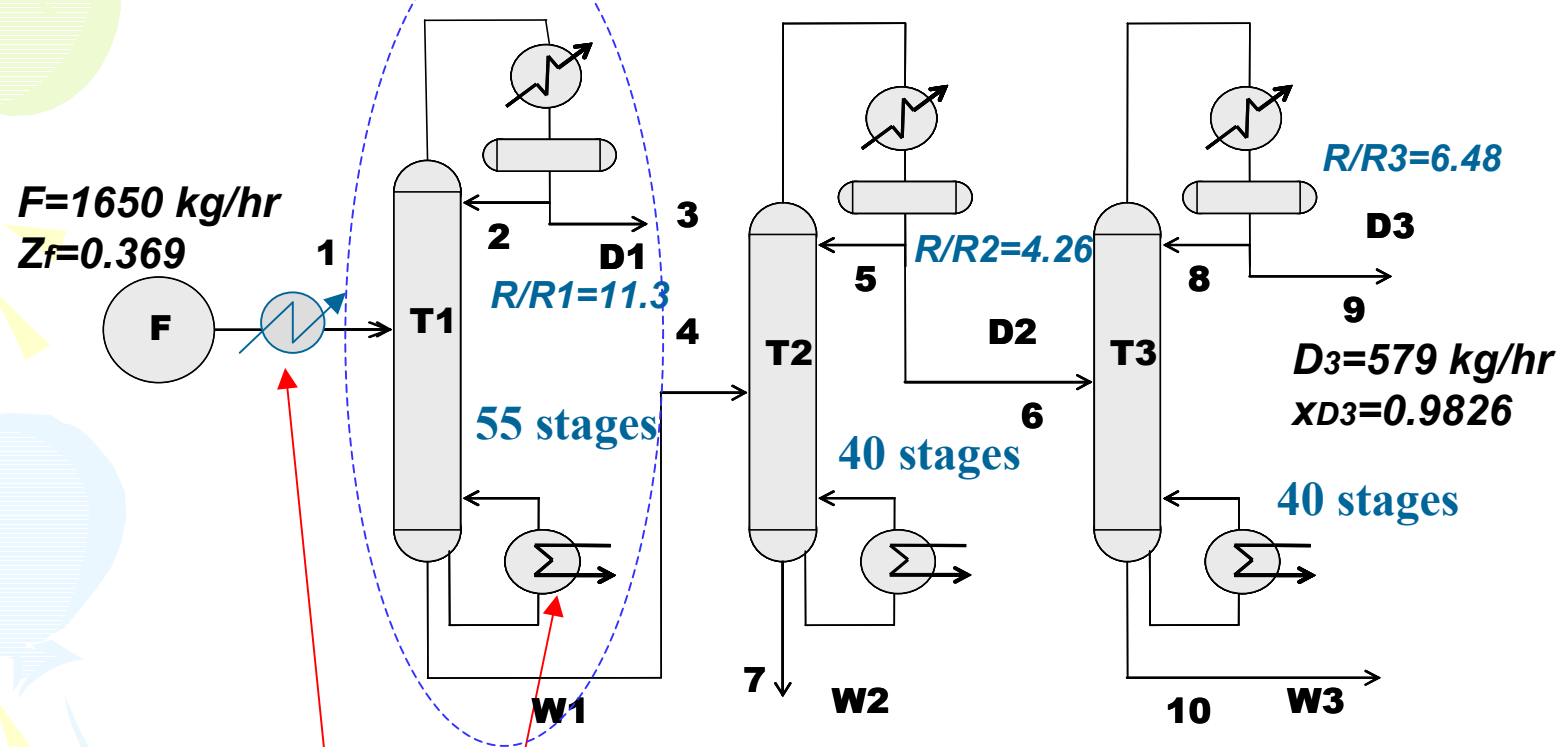 F=1650 kg/hr
Zf=0.369
F
1
T1
2
3
D1
R/R1=11.3
4
55 stages
W1
T2
5
R/R2=4.26
D2
6
40 stages
7
W2
T3
R/R3=6.48
8
D3
9
D3=579 kg/hr
xD3=0.9826
40 stages
10
W3